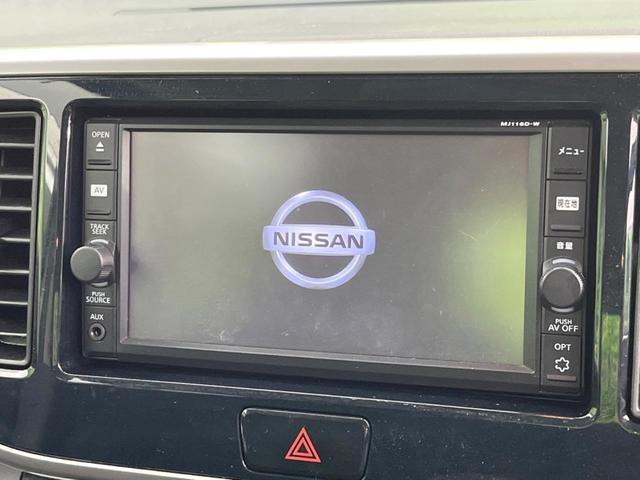 MJ116D-W
OPEN
AV
TRACK
SEEK
PUSH
SOURCE
AUX
NISSAN
メニュー
現在地
音量
PUSH
AV OFF
OPT